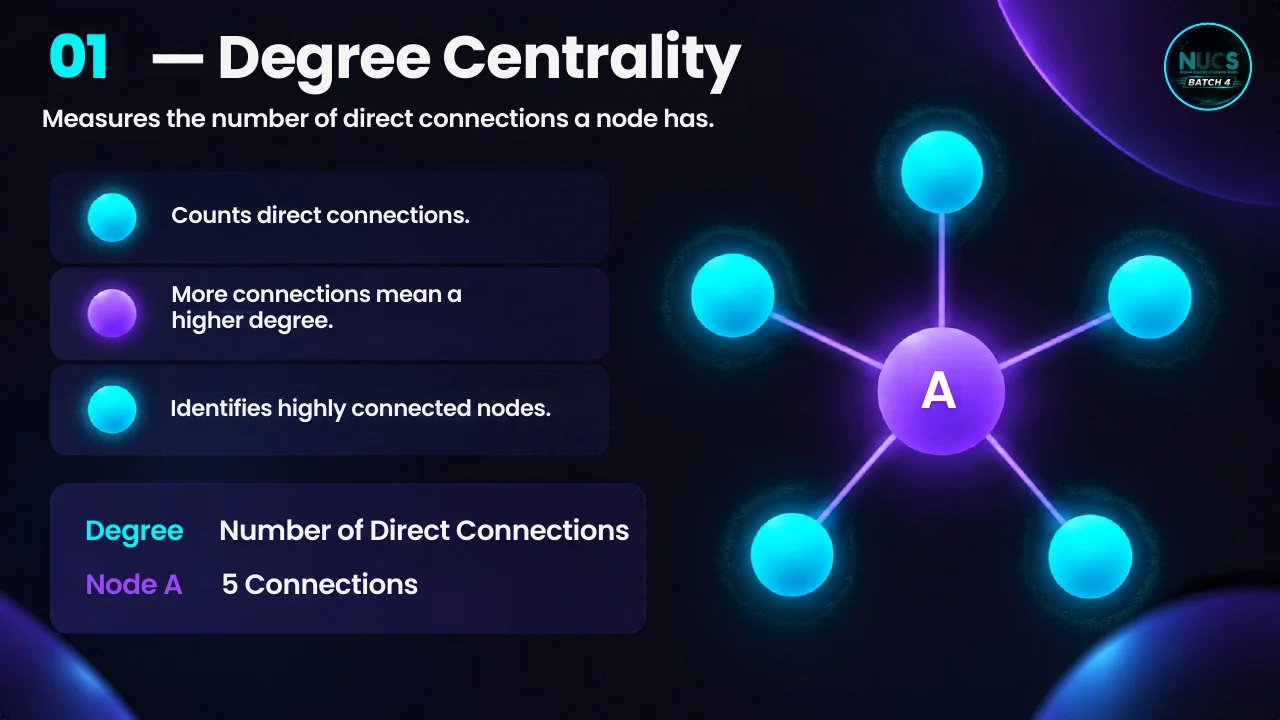 01 — Degree Centrality
Measures the number of direct connections a node has.
Counts direct connections.
More connections mean a
higher degree.
Identifies highly connected nodes.
Degree Number of Direct Connections
Node A 5 Connections
A
NUCS
BATCH 4